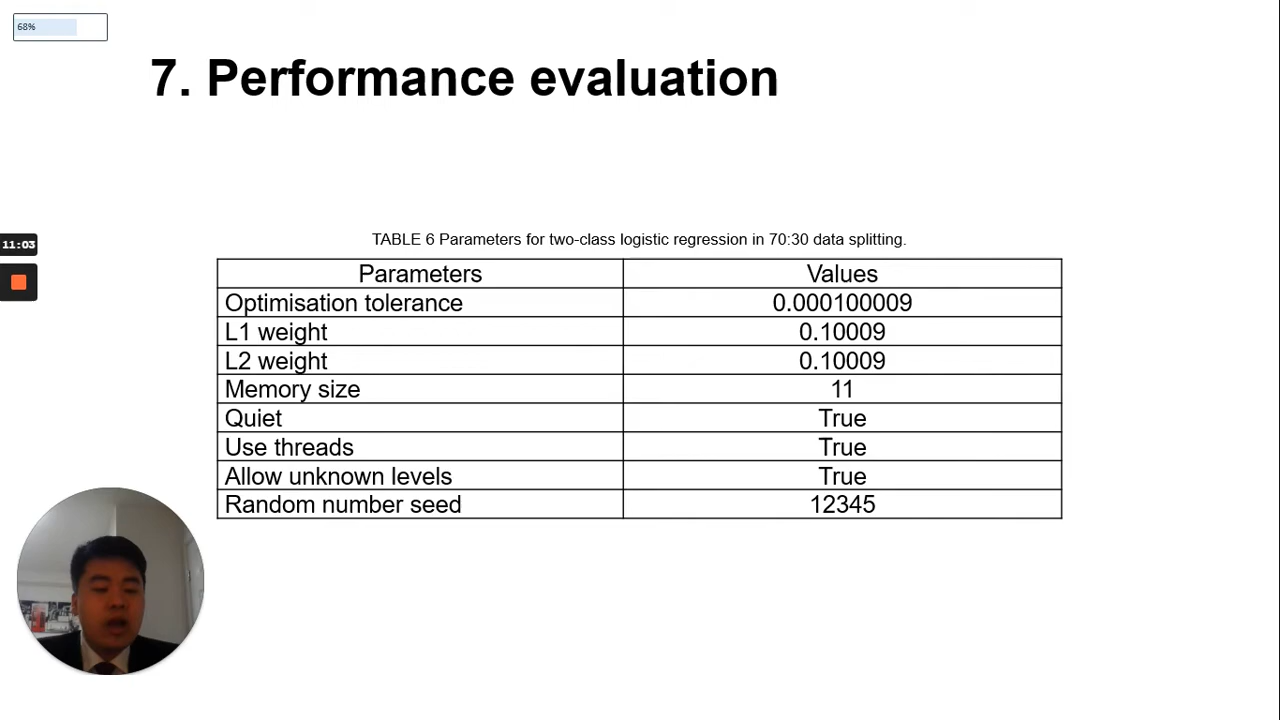 68%
7. Performance evaluation
11:03
TABLE 6 Parameters for two-class logistic regression in 70:30 data splitting.
Parameters Values
Optimisation tolerance 0.000100009
L1 weight 0.10009
L2 weight 0.10009
Memory size 11
Quiet True
Use threads True
Allow unknown levels True
Random number seed 12345